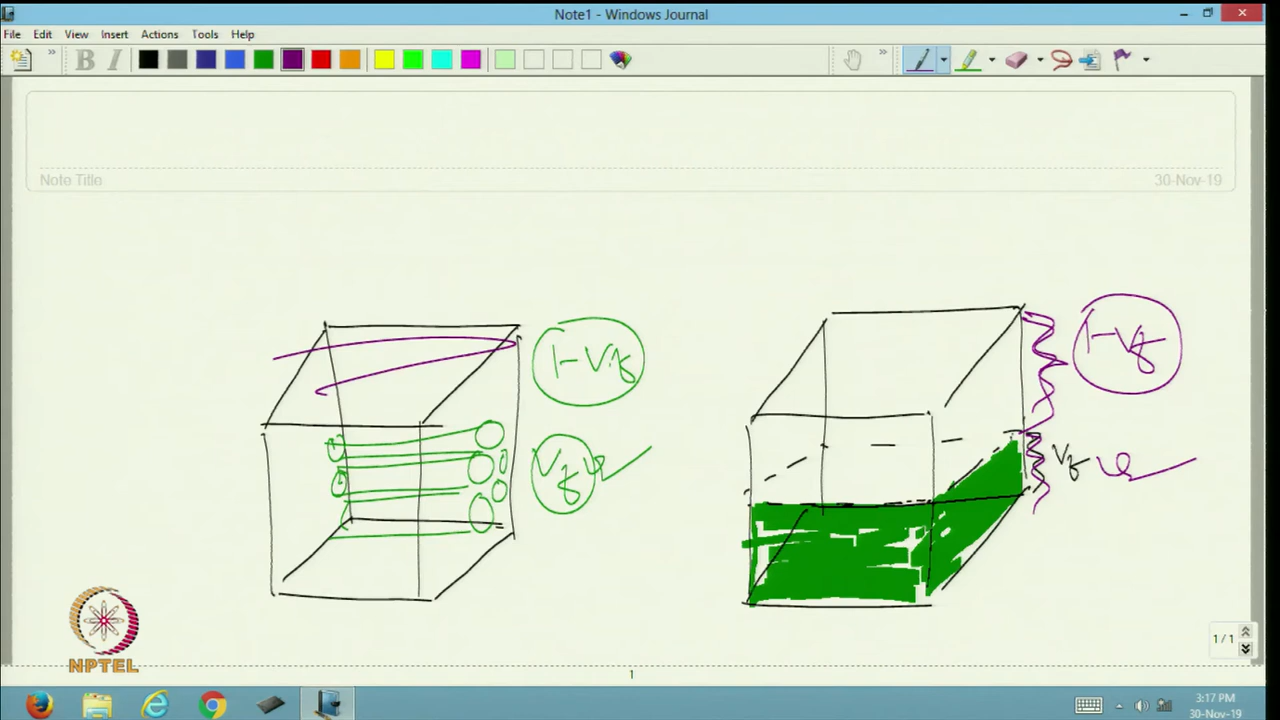 Note1 - Windows Journal
File Edit View Insert Actions Tools Help
B I
Note Title
30-Nov-19
1-Vf
1-Vf
Vf
Vf
NPTEL
1
1/1
3:17 PM
30-Nov-19